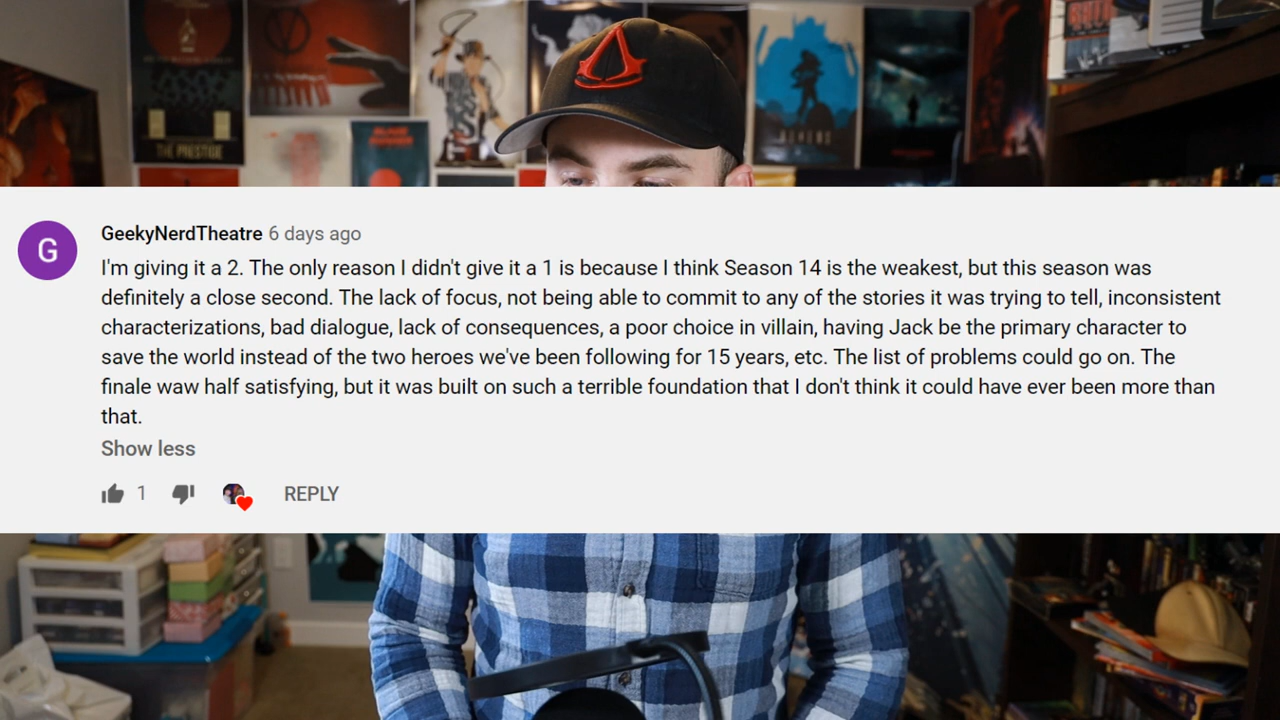 THE PRESTIGE
ATHENS
G
GeekyNerdTheatre 6 days ago
I'm giving it a 2. The only reason I didn't give it a 1 is because I think Season 14 is the weakest, but this season was
definitely a close second. The lack of focus, not being able to commit to any of the stories it was trying to tell, inconsistent
characterizations, bad dialogue, lack of consequences, a poor choice in villain, having Jack be the primary character to
save the world instead of the two heroes we've been following for 15 years, etc. The list of problems could go on. The
finale waw half satisfying, but it was built on such a terrible foundation that I don't think it could have ever been more than
that.
Show less
1
REPLY